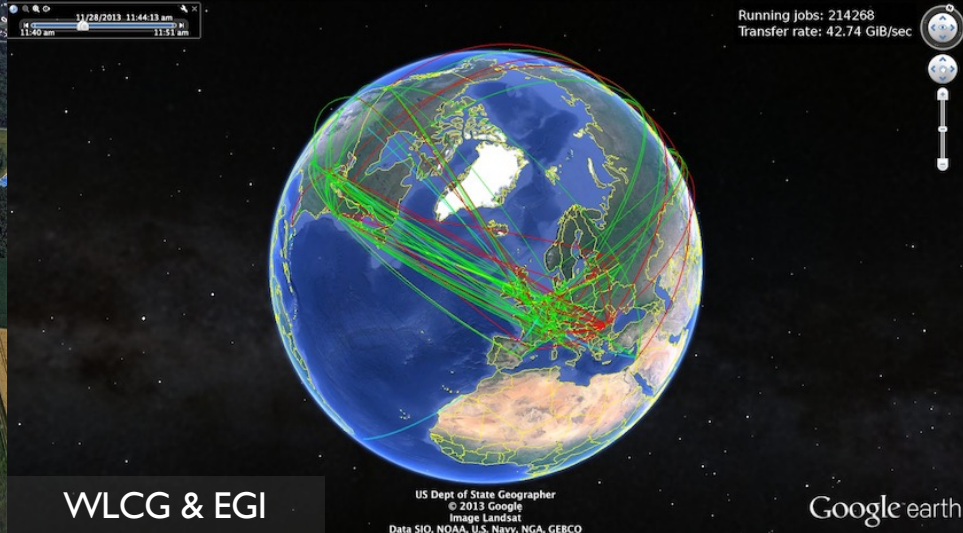 11/28/2013 11:44:13 am
11:40 am 11:51 am
Running jobs: 214268
Transfer rate: 42.74 GiB/sec
WLCG & EGI
US Dept of State Geographer
© 2013 Google
Image Landsat
Data SIO, NOAA, U.S. Navy, NGA, GEBCO
Google earth